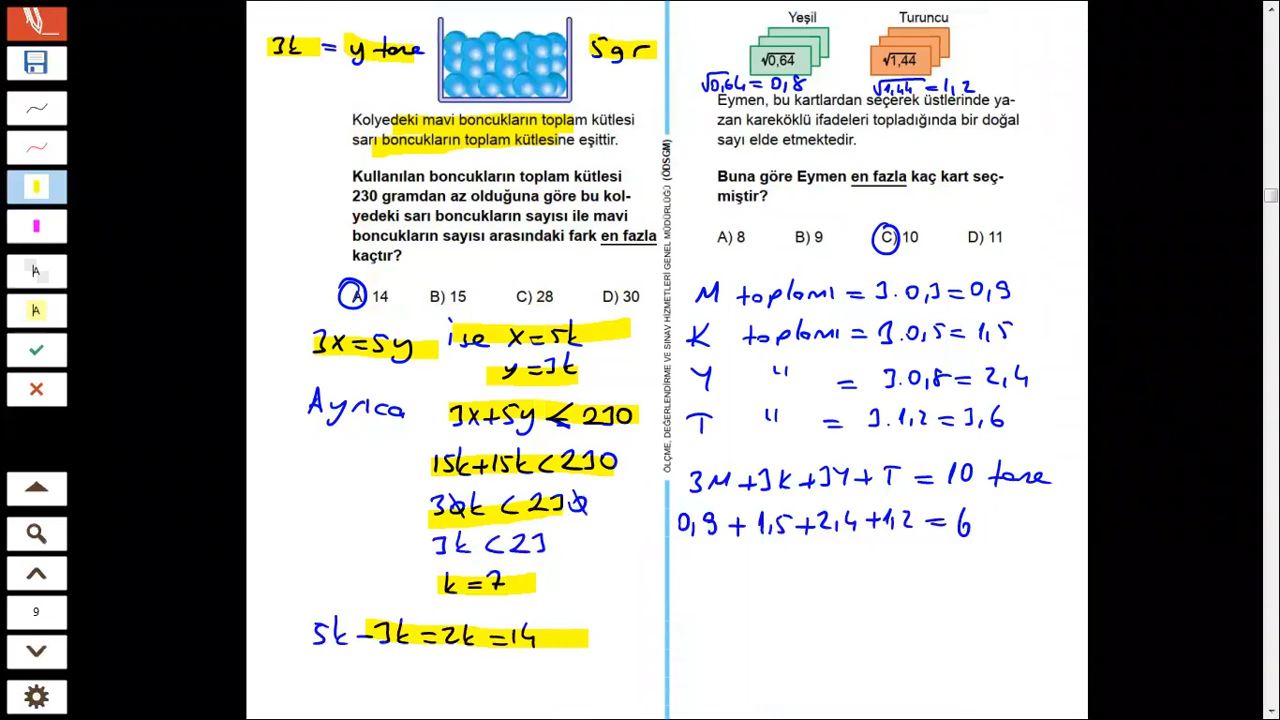 3k = y tane
5gr
Kolyedeki mavi boncukların toplam kütlesi
sarı boncukların toplam kütlesine eşittir.
Kullanılan boncukların toplam kütlesi
230 gramdan az olduğuna göre bu kol-
yedeki sarı boncukların sayısı ile mavi
boncukların sayısı arasındaki fark en fazla
kaçtır?
A) 14 B) 15 C) 28 D) 30
3x=5y ise x=5k
y=3k
Ayrıca 3x+5y<230
15k+15k<230
30k<230
3k<23
k=7
5k-3k=2k=14
ÖLÇME, DEĞERLENDİRME VE SINAV HİZMETLERİ GENEL MÜDÜRLÜĞÜ (ÖDSGM)
Yeşil Turuncu
√0,64 √1,44
√0,64=0,8 √1,44=1,2
Eymen, bu kartlardan seçerek üstlerinde ya-
zan kareköklü ifadeleri topladığında bir doğal
sayı elde etmektedir.
Buna göre Eymen en fazla kaç kart seç-
miştir?
A) 8 B) 9 C) 10 D) 11
M toplamı = 3.0,3=0,9
K toplamı = 3.0,5=1,5
Y " = 3.0,8=2,4
T " = 3.1,2=3,6
3M+3K+3Y+T=10 tane
0,9+1,5+2,4+1,2=6
A
A
9